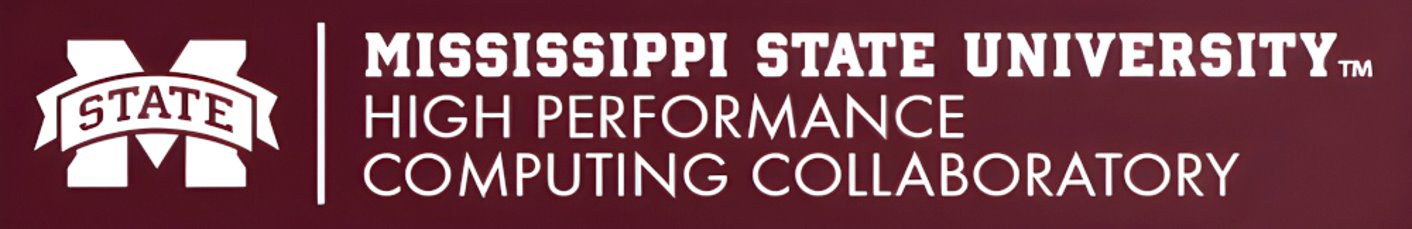 STATE
MISSISSIPPI STATE UNIVERSITY™
HIGH PERFORMANCE
COMPUTING COLLABORATORY